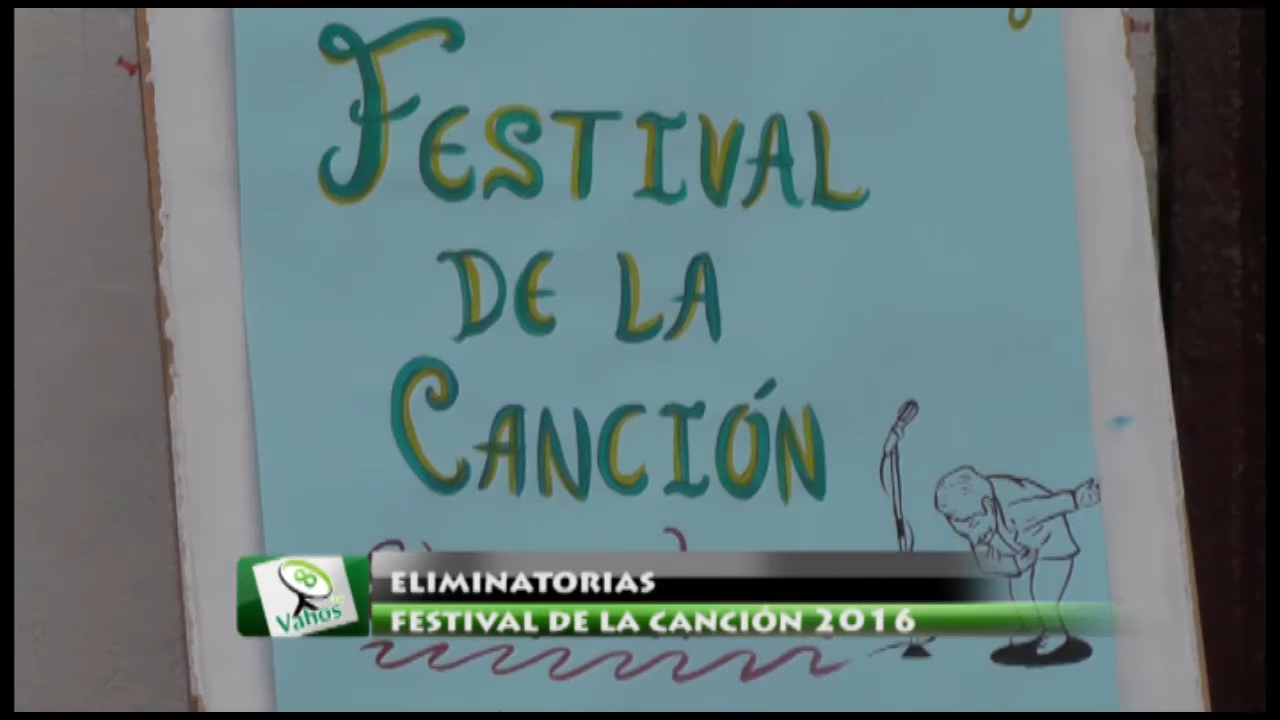 FESTIVAL
DE LA
CANCIÓN
ELIMINATORIAS
FESTIVAL DE LA CANCIÓN 2016
Vahos